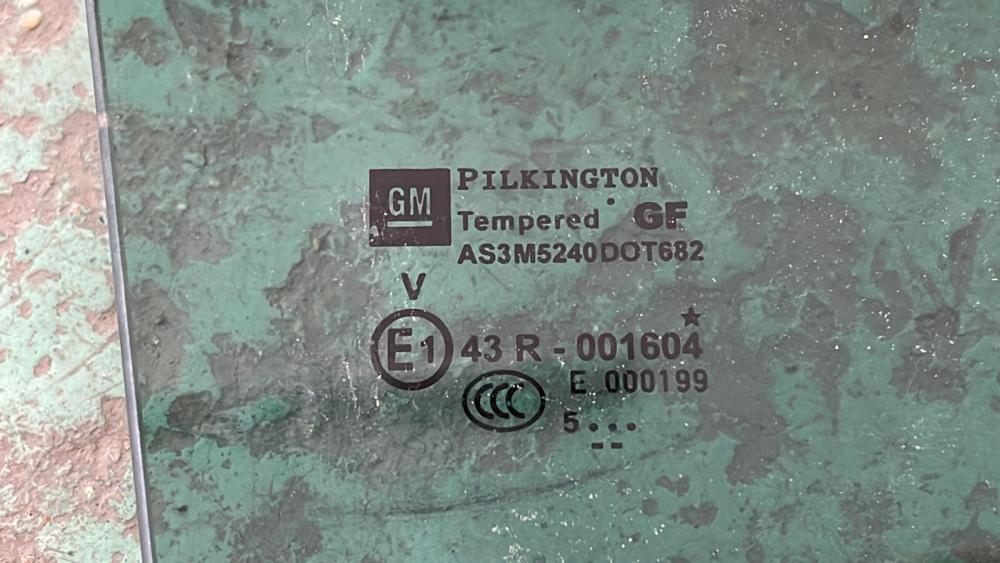 GM
PILKINGTON
Tempered GF
AS3M5240DOT682
V
E1 43 R - 001604
CCC E 000199
5...
--